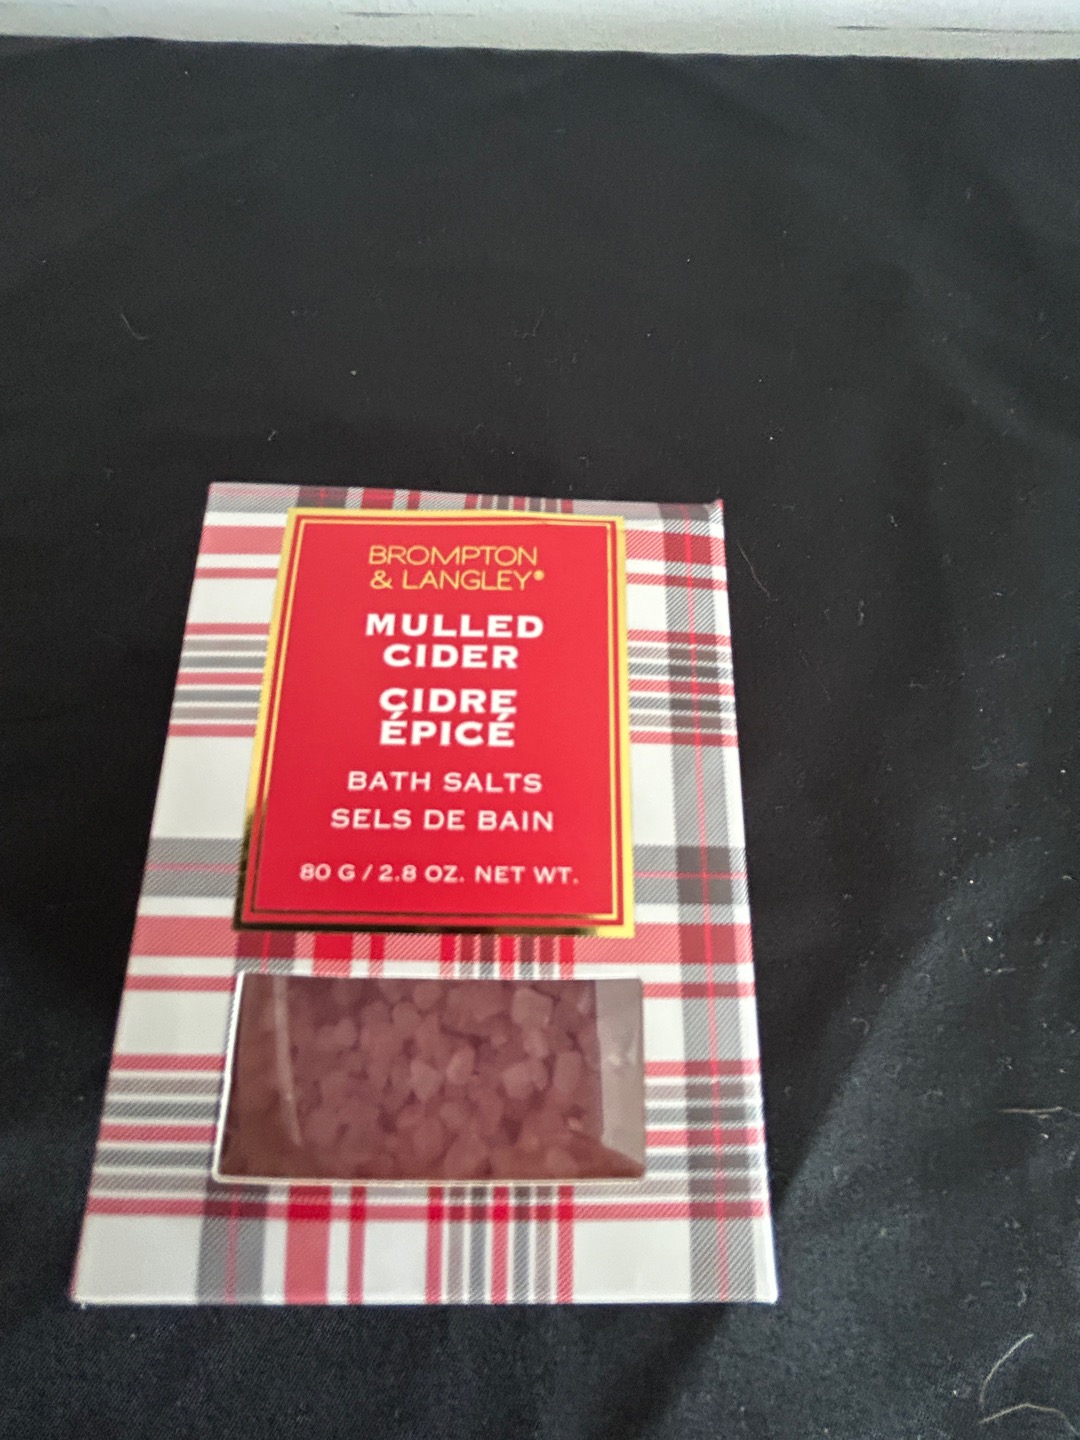 BROMPTON
& LANGLEY®
MULLED
CIDER
CIDRE
ÉPICÉ
BATH SALTS
SELS DE BAIN
80 G / 2.8 OZ. NET WT.